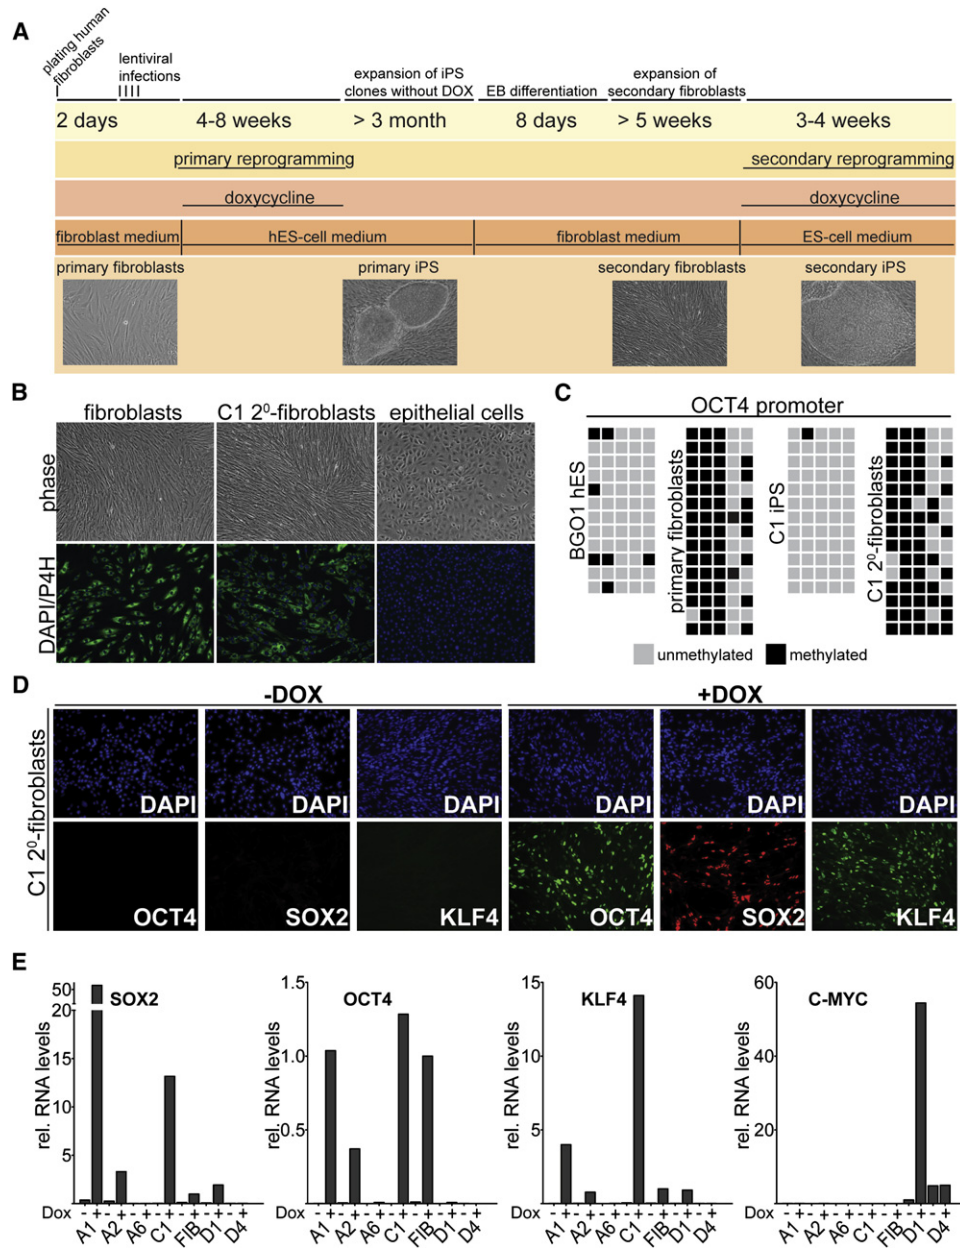 A
plating human
fibroblasts
lentiviral
infections
expansion of iPS
clones without DOX
EB differentiation
expansion of
secondary fibroblasts
2 days
4-8 weeks
> 3 month
8 days
> 5 weeks
3-4 weeks
primary reprogramming
secondary reprogramming
doxycycline
doxycycline
fibroblast medium
hES-cell medium
fibroblast medium
ES-cell medium
primary fibroblasts
primary iPS
secondary fibroblasts
secondary iPS
B
fibroblasts
C1 2⁰-fibroblasts
epithelial cells
phase
DAPI/P4H
C
OCT4 promoter
BGO1 hES
primary fibroblasts
C1 iPS
C1 2⁰-fibroblasts
unmethylated
methylated
D
-DOX
+DOX
C1 2⁰-fibroblasts
DAPI
DAPI
DAPI
DAPI
DAPI
DAPI
OCT4
SOX2
KLF4
OCT4
SOX2
KLF4
E
SOX2
rel. RNA levels
50
20
15
10
5
Dox - + - + - + - + - + - + - +
A1 A2 A6 C1 FIB D1 D4
OCT4
rel. RNA levels
1.5
1.0
0.5
- + - + - + - + - + - + - +
A1 A2 A6 C1 FIB D1 D4
KLF4
rel. RNA levels
15
10
5
Dox - + - + - + - + - + - + - +
A1 A2 A6 C1 FIB D1 D4
C-MYC
rel. RNA levels
60
40
20
- + - + - + - + - + - + - +
A1 A2 A6 C1 FIB D1 D4